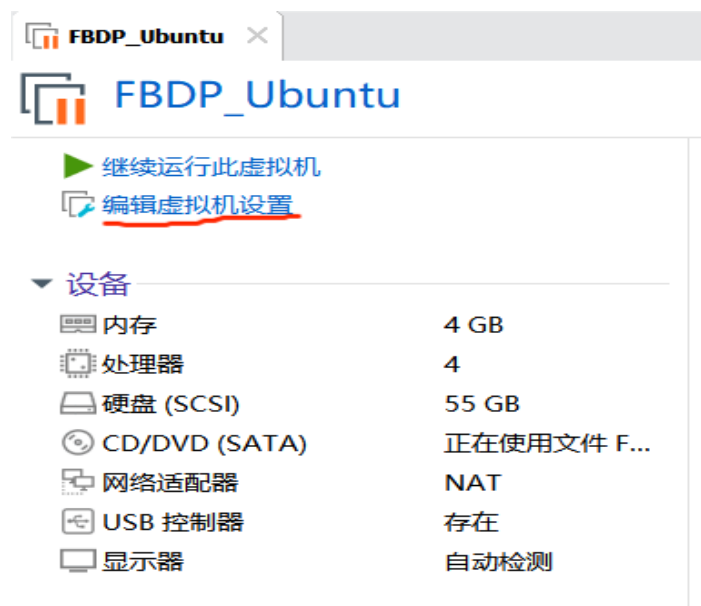 FBDP_Ubuntu
FBDP_Ubuntu
继续运行此虚拟机
编辑虚拟机设置
设备
内存 4 GB
处理器 4
硬盘 (SCSI) 55 GB
CD/DVD (SATA) 正在使用文件 F...
网络适配器 NAT
USB 控制器 存在
显示器 自动检测